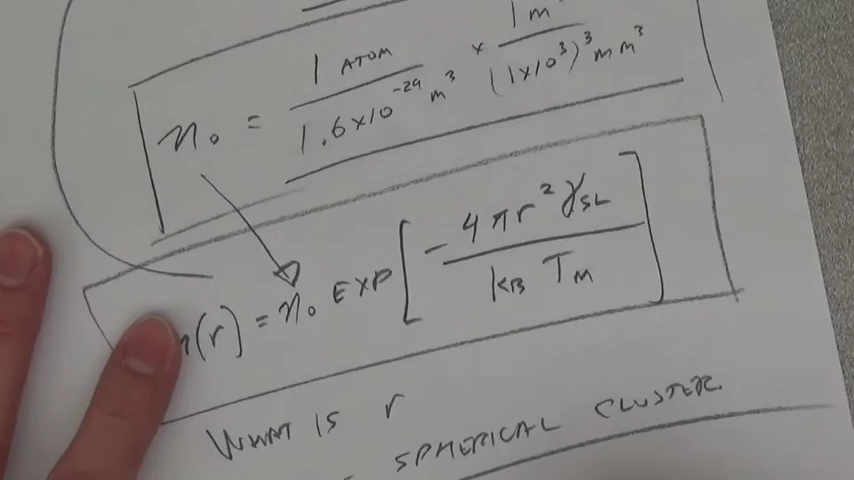 n₀ = 1 ATOM / 1.6×10⁻²⁹ m³ × 1 m / (1×10³)³ mm³
n(r) = n₀ EXP[ - 4πr²γSL / kB TM ]
WHAT IS r
SPHERICAL CLUSTER